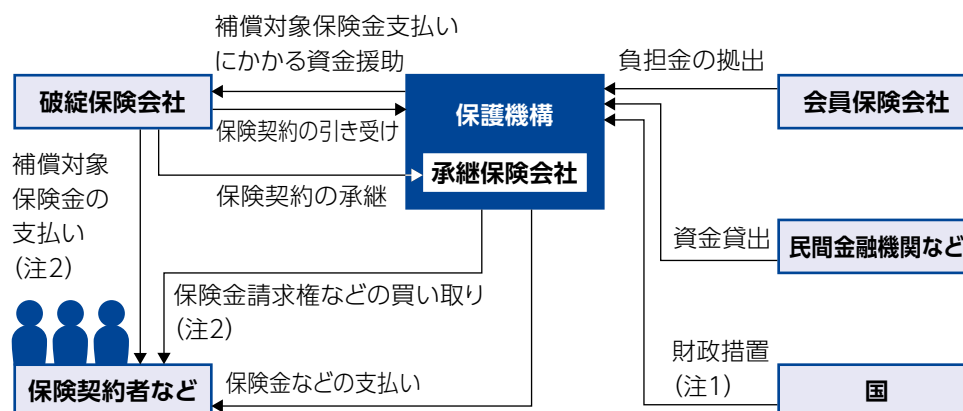 補償対象保険金支払い
にかかる資金援助
負担金の拠出
破綻保険会社
保護機構
会員保険会社
保険契約の引き受け
補償対象
保険金の
支払い
(注2)
承継保険会社
保険契約の承継
資金貸出
民間金融機関など
保険金請求権などの買い取り
(注2)
財政措置
(注1)
保険契約者など
保険金などの支払い
国